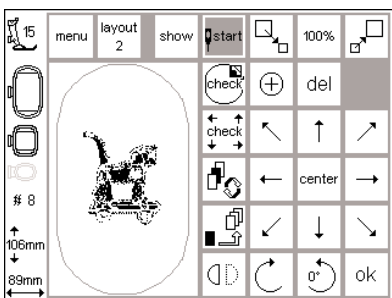 15
menu
layout
2
show
start
100%
check
del
check
center
# 8
106mm
89mm
0°
ok